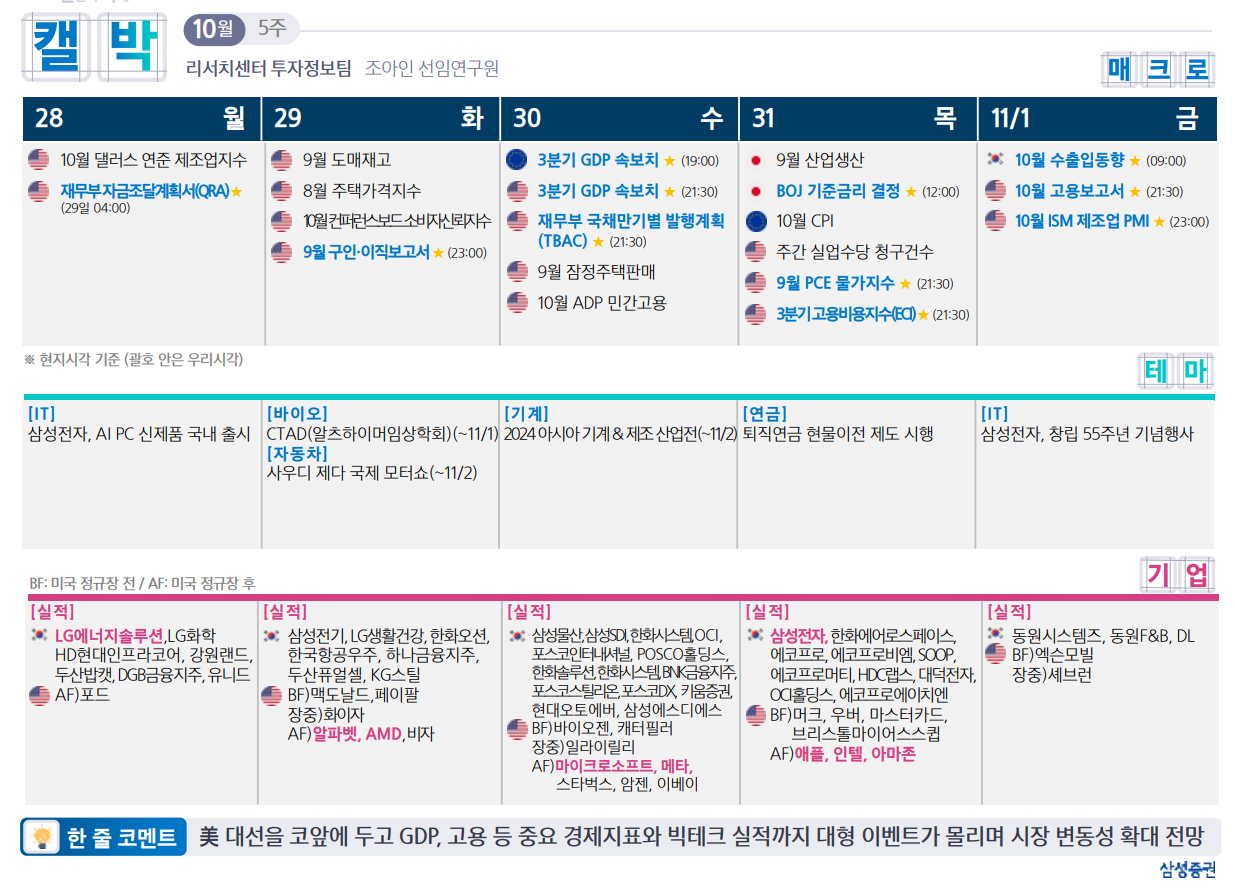 캘박
10월 5주
리서치센터 투자정보팀 조아인 선임연구원
매크로
28 월
10월 댈러스 연준 제조업지수
재무부 자금조달계획서(QRA)★
(29일 04:00)
29 화
9월 도매재고
8월 주택가격지수
10월 컨퍼런스보드 소비자신뢰지수
9월 구인·이직보고서 ★ (23:00)
30 수
3분기 GDP 속보치 ★ (19:00)
3분기 GDP 속보치 ★ (21:30)
재무부 국채만기별 발행계획
(TBAC) ★ (21:30)
9월 잠정주택판매
10월 ADP 민간고용
31 목
9월 산업생산
BOJ 기준금리 결정 ★ (12:00)
10월 CPI
주간 실업수당 청구건수
9월 PCE 물가지수 ★ (21:30)
3분기 고용비용지수(ECI)★ (21:30)
11/1 금
10월 수출입동향 ★ (09:00)
10월 고용보고서 ★ (21:30)
10월 ISM 제조업 PMI ★ (23:00)
※ 현지시각 기준 (괄호 안은 우리시각)
테마
[IT]
삼성전자, AI PC 신제품 국내 출시
[바이오]
CTAD(알츠하이머임상학회)(~11/1)
[자동차]
사우디 제다 국제 모터쇼(~11/2)
[기계]
2024 아시아 기계 & 제조 산업전(~11/2)
[연금]
퇴직연금 현물이전 제도 시행
[IT]
삼성전자, 창립 55주년 기념행사
BF: 미국 정규장 전 / AF: 미국 정규장 후
기업
[실적]
LG에너지솔루션,LG화학
HD현대인프라코어, 강원랜드,
두산밥캣, DGB금융지주, 유니드
AF)포드
[실적]
삼성전기, LG생활건강, 한화오션,
한국항공우주, 하나금융지주,
두산퓨얼셀, KG스틸
BF)맥도날드,페이팔
장중)화이자
AF)알파벳, AMD,비자
[실적]
삼성물산,삼성SDI,한화시스템,OCI,
포스코인터내셔널, POSCO홀딩스,
한화솔루션,한화시스템,BNK금융지주,
포스코스틸리온,포스코DX, 키움증권,
현대오토에버, 삼성에스디에스
BF)바이오젠, 캐터필러
장중)일라이릴리
AF)마이크로소프트, 메타,
스타벅스, 암젠, 이베이
[실적]
삼성전자, 한화에어로스페이스,
에코프로, 에코프로비엠, SOOP,
에코프로머티, HDC랩스, 대덕전자,
OCI홀딩스, 에코프로에이치엔
BF)머크, 우버, 마스터카드,
브리스톨마이어스스큅
AF)애플, 인텔, 아마존
[실적]
동원시스템즈, 동원F&B, DL
BF)엑슨모빌
장중)셰브런
한 줄 코멘트
美 대선을 코앞에 두고 GDP, 고용 등 중요 경제지표와 빅테크 실적까지 대형 이벤트가 몰리며 시장 변동성 확대 전망
삼성증권